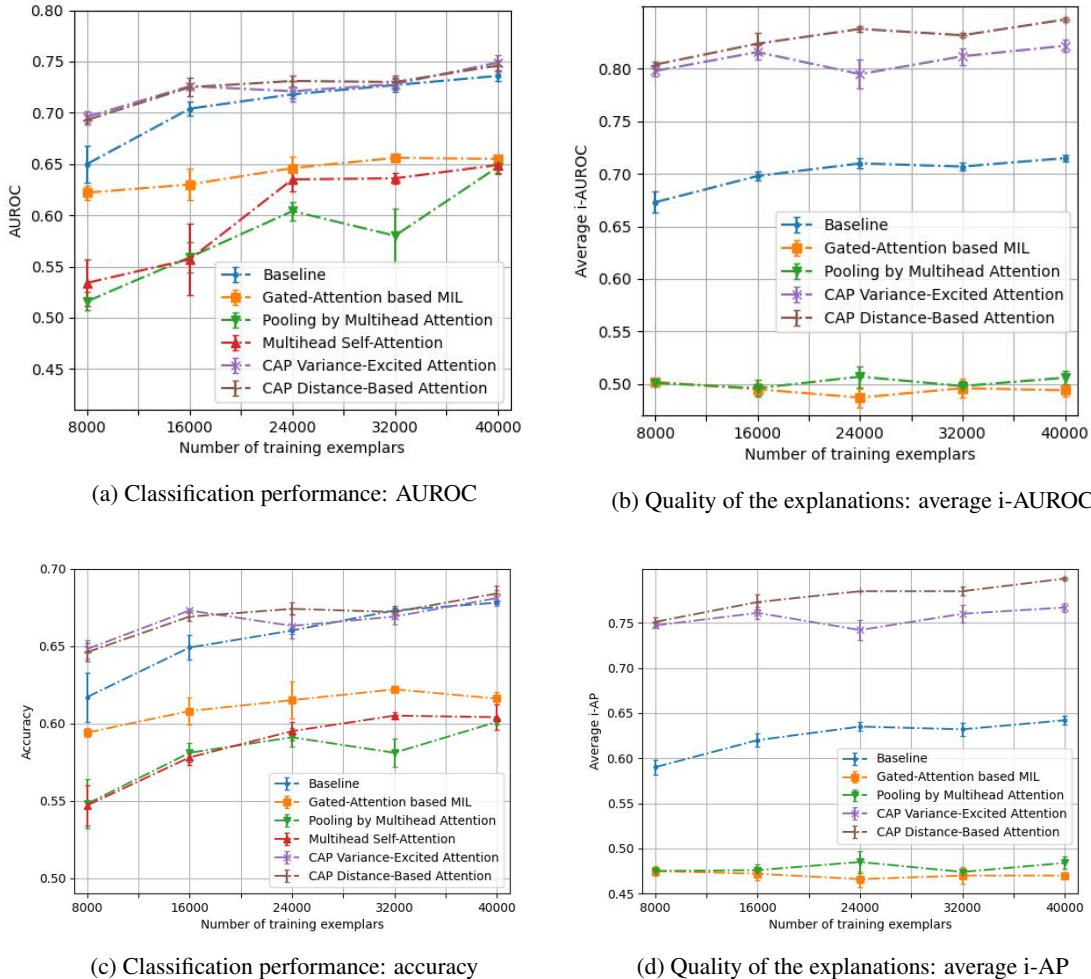 0.80
0.75
0.70
0.65
0.60
0.55
0.50
0.45
AUROC
Baseline
Gated-Attention based MIL
Pooling by Multihead Attention
Multihead Self-Attention
CAP Variance-Excited Attention
CAP Distance-Based Attention
8000 16000 24000 32000 40000
Number of training exemplars
(a) Classification performance: AUROC
0.80
0.75
0.70
0.65
0.60
0.55
0.50
Average i-AUROC
Baseline
Gated-Attention based MIL
Pooling by Multihead Attention
CAP Variance-Excited Attention
CAP Distance-Based Attention
8000 16000 24000 32000 40000
Number of training exemplars
(b) Quality of the explanations: average i-AUROC
0.70
0.65
0.60
0.55
0.50
Accuracy
Baseline
Gated-Attention based MIL
Pooling by Multihead Attention
Multihead Self-Attention
CAP Variance-Excited Attention
CAP Distance-Based Attention
8000 16000 24000 32000 40000
Number of training exemplars
(c) Classification performance: accuracy
0.75
0.70
0.65
0.60
0.55
0.50
0.45
Average i-AP
Baseline
Gated-Attention based MIL
Pooling by Multihead Attention
CAP Variance-Excited Attention
CAP Distance-Based Attention
8000 16000 24000 32000 40000
Number of training exemplars
(d) Quality of the explanations: average i-AP